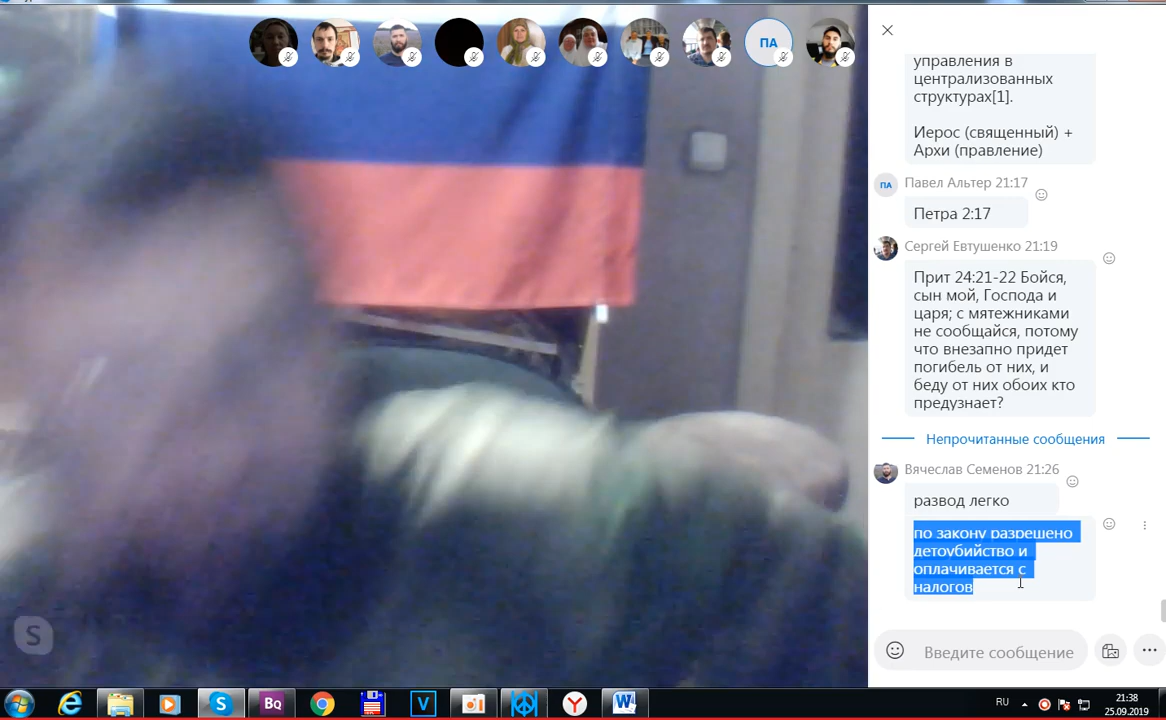 ПА
управления в
централизованных
структурах[1].
Иерос (священный) +
Архи (правление)
ПА
Павел Альтер 21:17
Петра 2:17
Сергей Евтушенко 21:19
Прит 24:21-22 Бойся,
сын мой, Господа и
царя; с мятежниками
не сообщайся, потому
что внезапно придет
погибель от них, и
беду от них обоих кто
предузнает?
Непрочитанные сообщения
Вячеслав Семенов 21:26
развод легко
по закону разрешено
детоубийство и
оплачивается с
налогов
Введите сообщение
S
S
Bq
V
Y
W
RU
21:38
25.09.2019